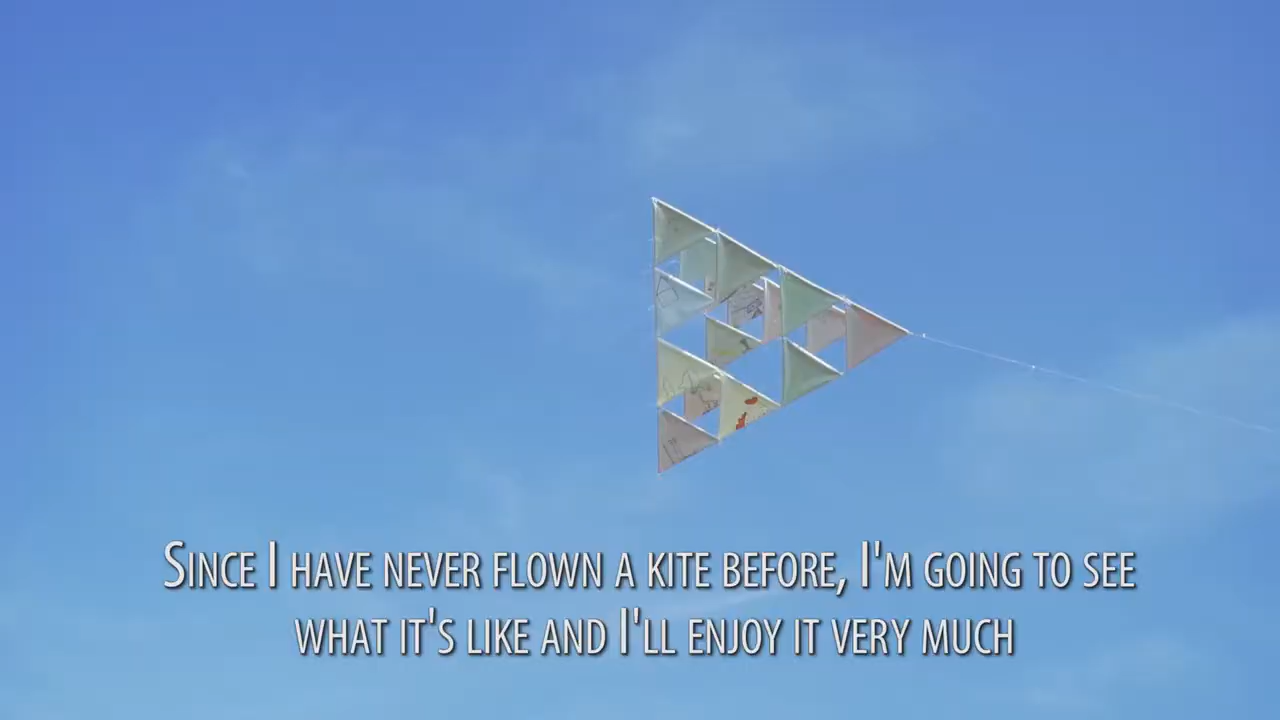 Since I have never flown a kite before, I'm going to see
what it's like and I'll enjoy it very much